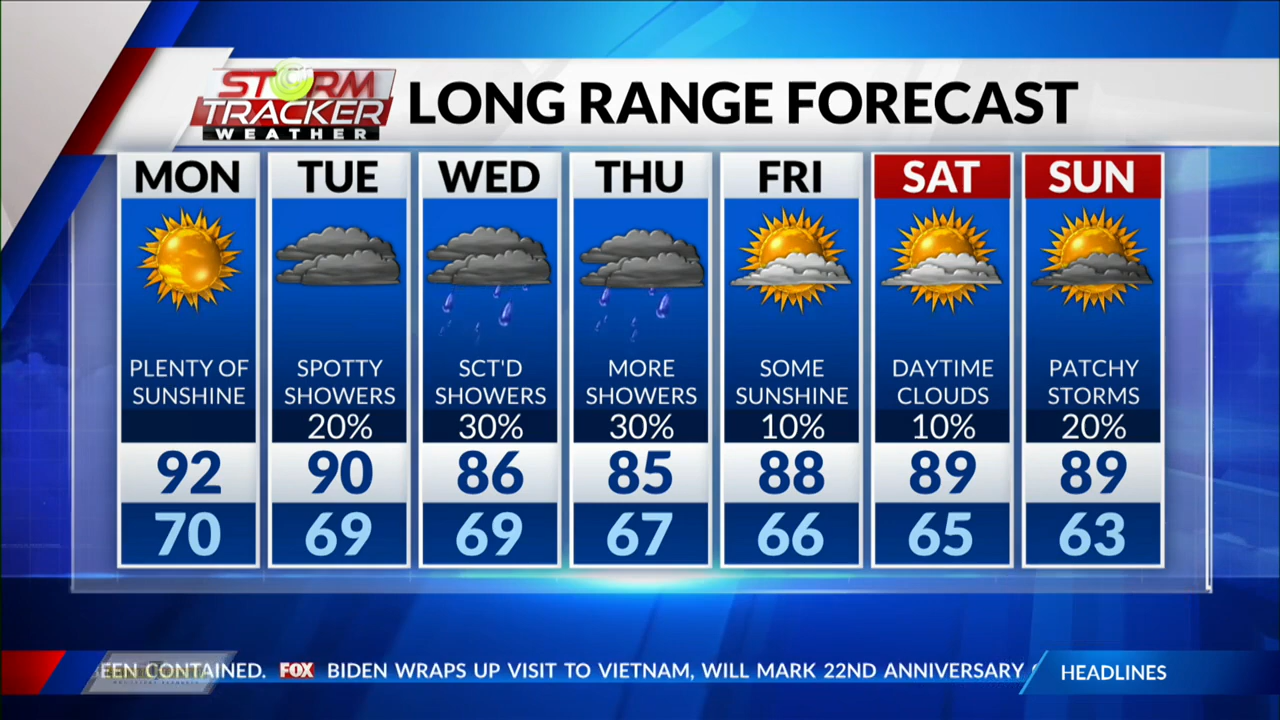 STORM
TRACKER
WEATHER
LONG RANGE FORECAST
MON TUE WED THU FRI SAT SUN
PLENTY OF SUNSHINE
SPOTTY SHOWERS
SCT'D SHOWERS
MORE SHOWERS
SOME SUNSHINE
DAYTIME CLOUDS
PATCHY STORMS
20% 30% 30% 10% 10% 20%
92 90 86 85 88 89 89
70 69 69 67 66 65 63
EEN CONTAINED. FOX BIDEN WRAPS UP VISIT TO VIETNAM, WILL MARK 22ND ANNIVERSARY
HEADLINES